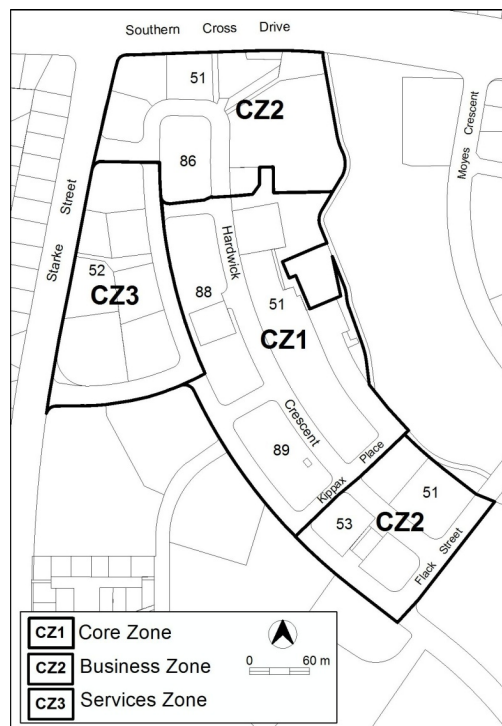 Southern Cross Drive
51
CZ2
86
Moyes Crescent
Starke Street
Hardwick Crescent
52
CZ3
88
51
CZ1
89
Kippax Place
51
53
CZ2
Flack Street
CZ1 Core Zone
CZ2 Business Zone
CZ3 Services Zone
0 60 m